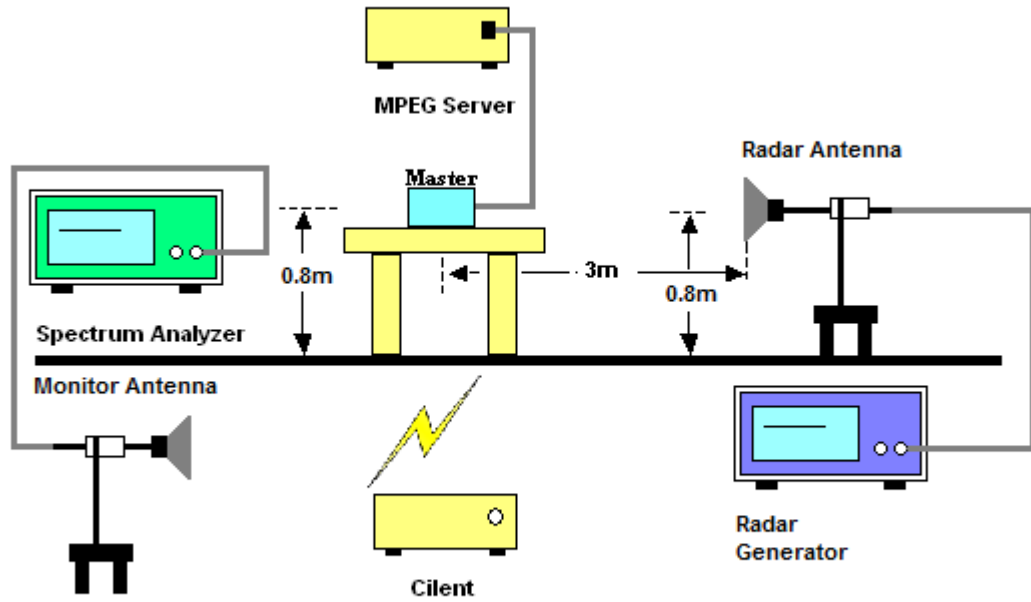 MPEG Server
Master
Radar Antenna
0.8m
3m
0.8m
Spectrum Analyzer
Monitor Antenna
Radar
Generator
Cilent